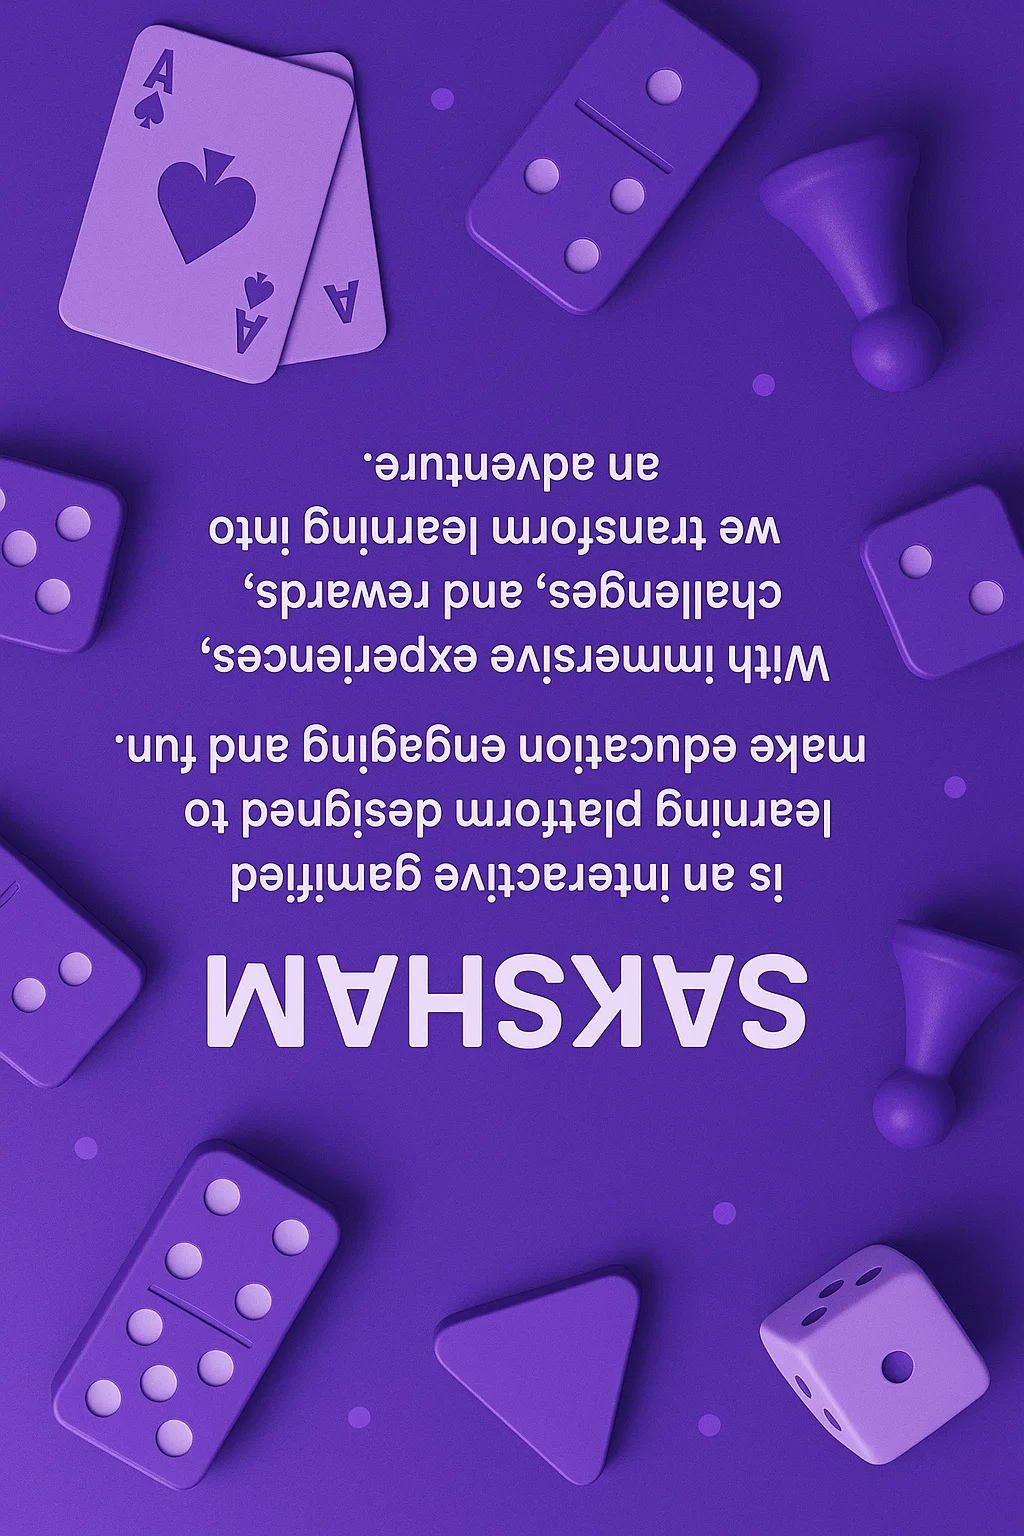 SAKSHAM
is an interactive gamified
learning platform designed to
make education engaging and fun.
With immersive experiences,
challenges, and rewards,
we transform learning into
an adventure.
A
A
A